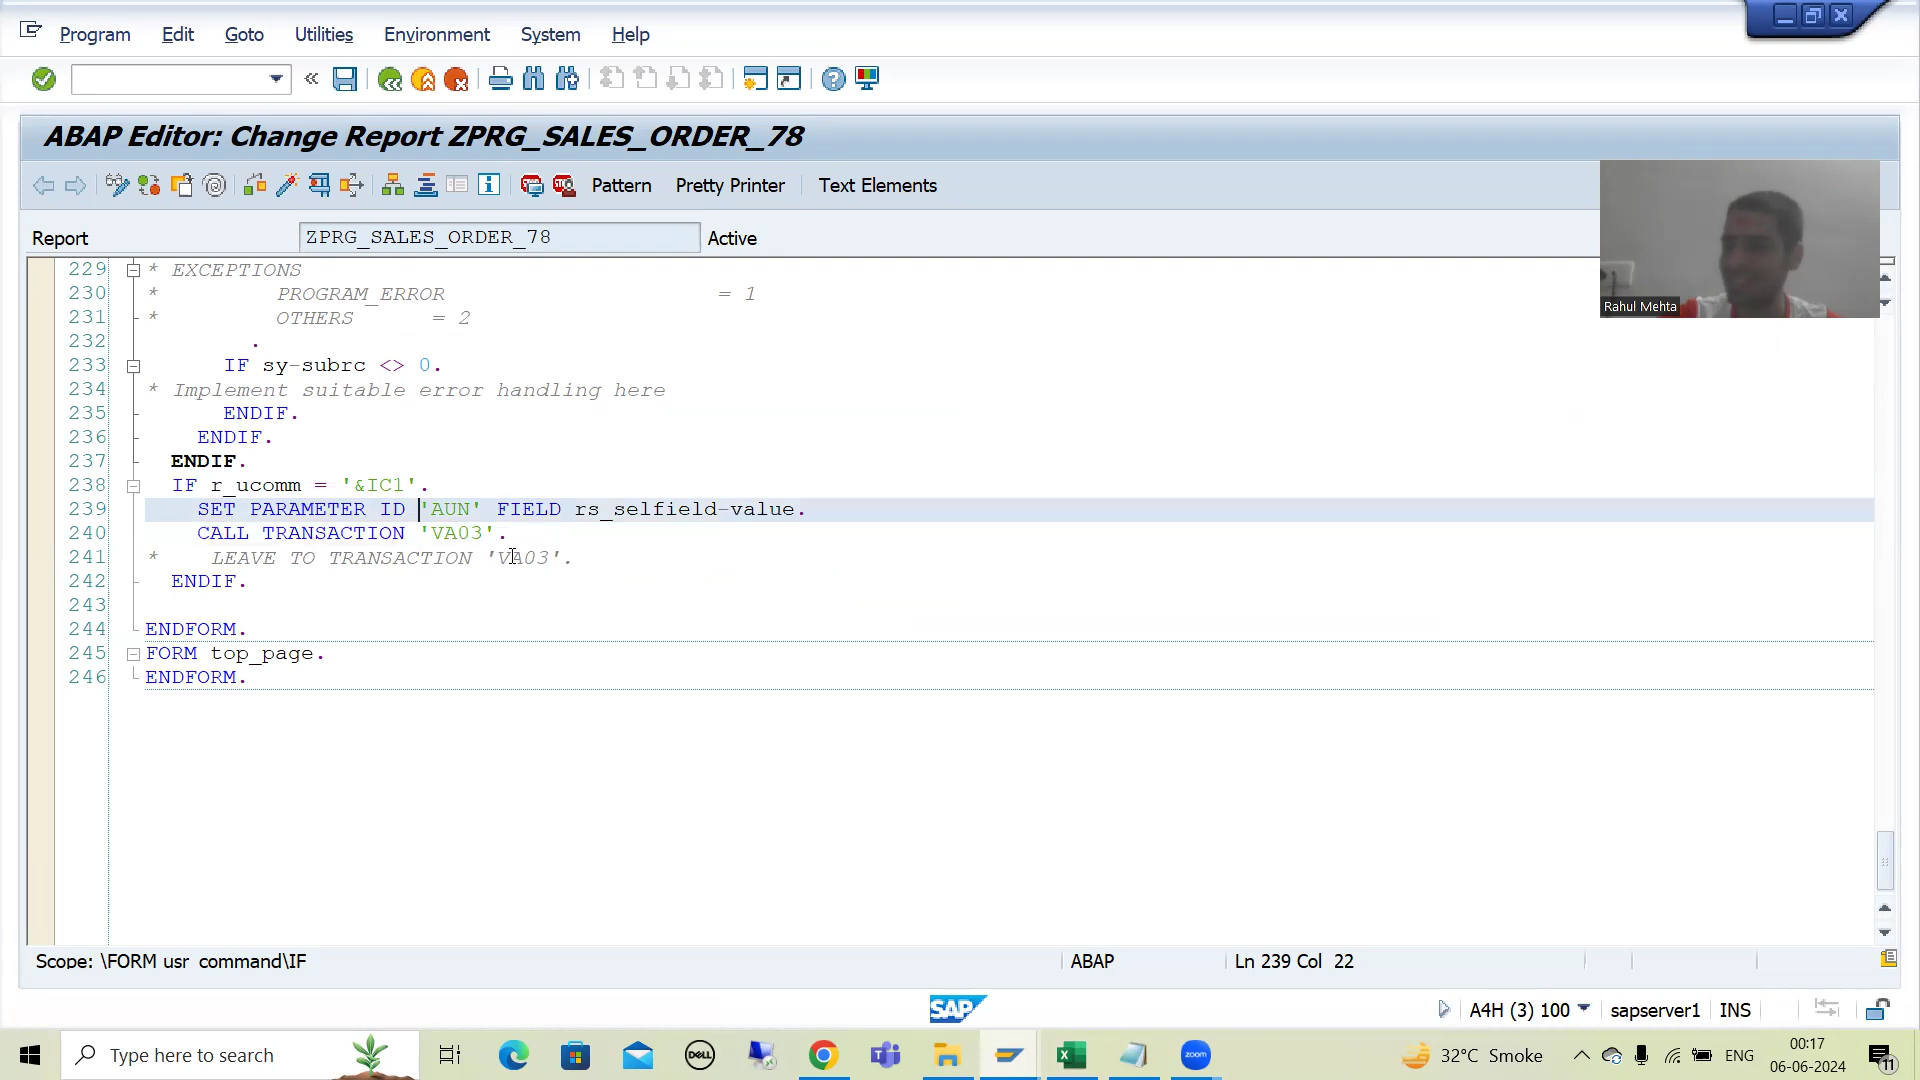 Program Edit Goto Utilities Environment System Help
ABAP Editor: Change Report ZPRG_SALES_ORDER_78
Pattern Pretty Printer Text Elements
Report ZPRG_SALES_ORDER_78 Active
Rahul Mehta
229 * EXCEPTIONS
230 * PROGRAM_ERROR = 1
231 * OTHERS = 2
232 .
233 IF sy-subrc <> 0.
234 * Implement suitable error handling here
235 ENDIF.
236 ENDIF.
237 ENDIF.
238 IF r_ucomm = '&IC1'.
239 SET PARAMETER ID 'AUN' FIELD rs_selfield-value.
240 CALL TRANSACTION 'VA03'.
241 * LEAVE TO TRANSACTION 'VA03'.
242 ENDIF.
243
244 ENDFORM.
245 FORM top_page.
246 ENDFORM.
Scope: \FORM usr command\IF ABAP Ln 239 Col 22
SAP A4H (3) 100 sapserver1 INS
Type here to search DELL zoom 32°C Smoke ENG 00:17
06-06-2024 11